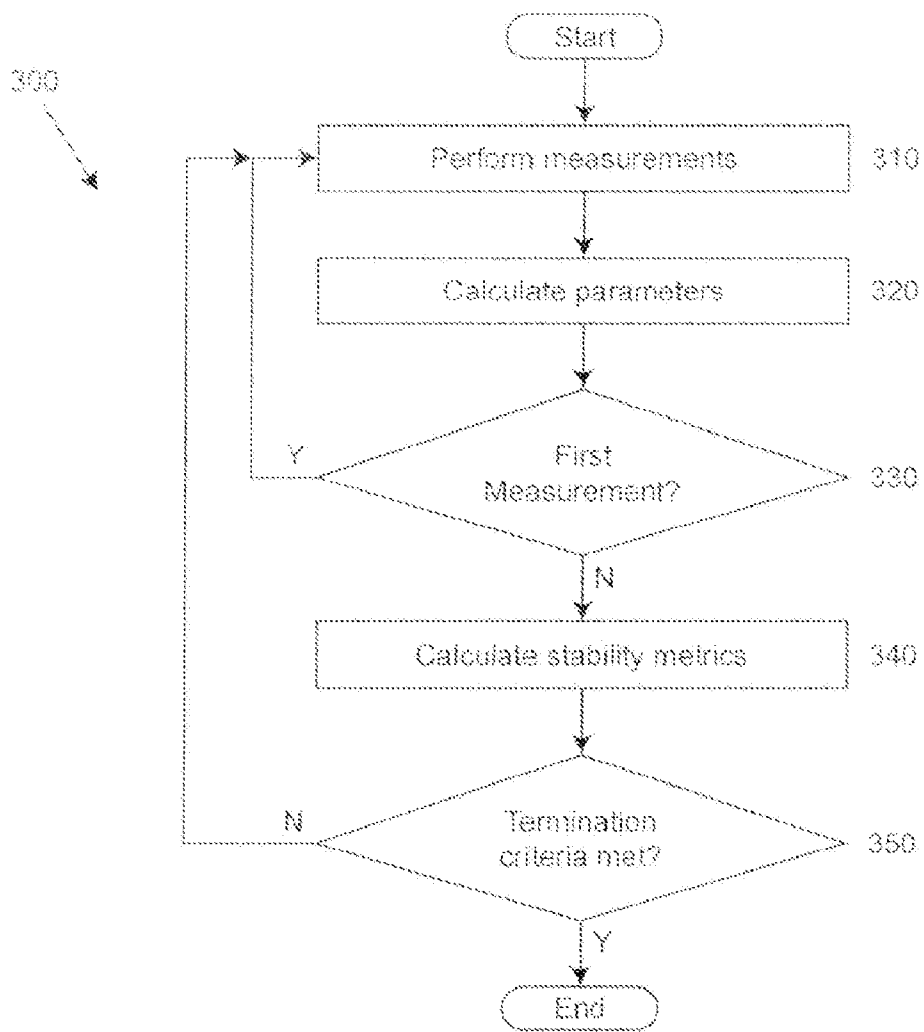 Start
300
Perform measurements
310
Calculate parameters
320
Y
First
Measurement?
330
N
Calculate stability metrics
340
N
Termination
criteria met?
350
Y
End